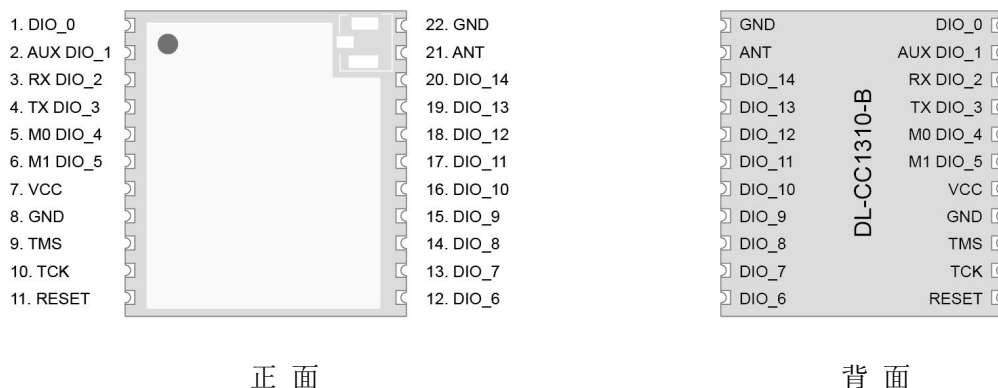 1. DIO_0
2. AUX DIO_1
3. RX DIO_2
4. TX DIO_3
5. M0 DIO_4
6. M1 DIO_5
7. VCC
8. GND
9. TMS
10. TCK
11. RESET
22. GND
21. ANT
20. DIO_14
19. DIO_13
18. DIO_12
17. DIO_11
16. DIO_10
15. DIO_9
14. DIO_8
13. DIO_7
12. DIO_6
正 面
GND
ANT
DIO_14
DIO_13
DIO_12
DIO_11
DIO_10
DIO_9
DIO_8
DIO_7
DIO_6
DL-CC1310-B
DIO_0
AUX DIO_1
RX DIO_2
TX DIO_3
M0 DIO_4
M1 DIO_5
VCC
GND
TMS
TCK
RESET
背 面